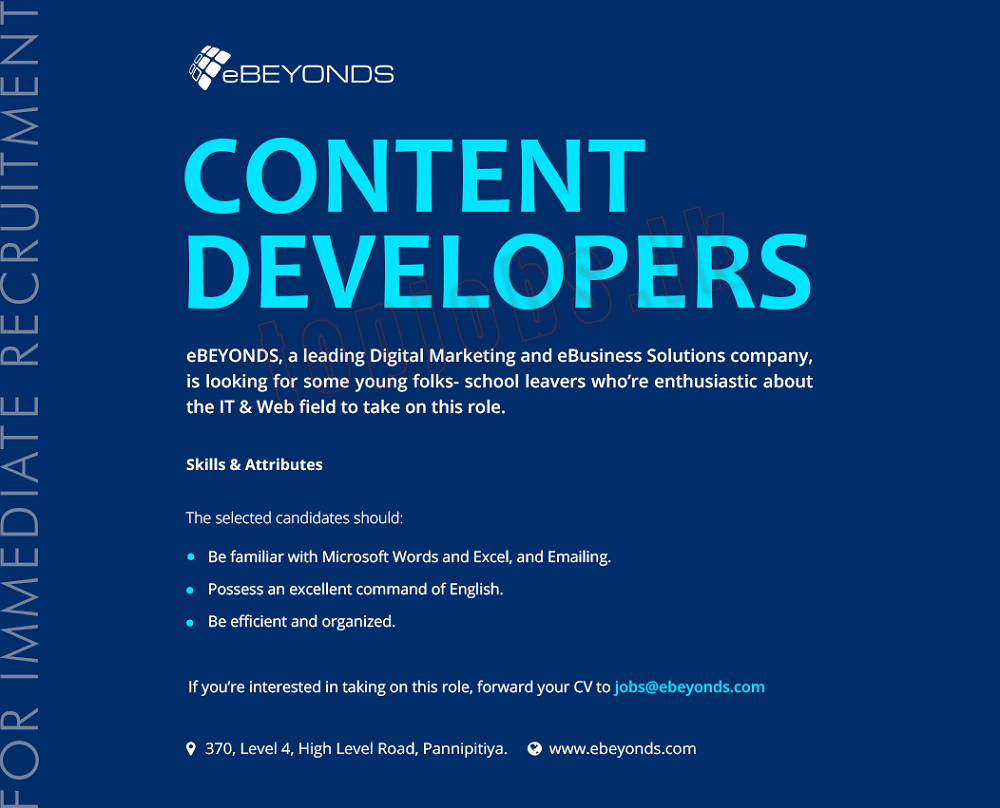 FOR IMMEDIATE RECRUITMENT
eBEYONDS
CONTENT
DEVELOPERS
topjobs.lk
eBEYONDS, a leading Digital Marketing and eBusiness Solutions company,
is looking for some young folks- school leavers who're enthusiastic about
the IT & Web field to take on this role.
Skills & Attributes
The selected candidates should:
Be familiar with Microsoft Words and Excel, and Emailing.
Possess an excellent command of English.
Be efficient and organized.
If you're interested in taking on this role, forward your CV to jobs@ebeyonds.com
370, Level 4, High Level Road, Pannipitiya. www.ebeyonds.com